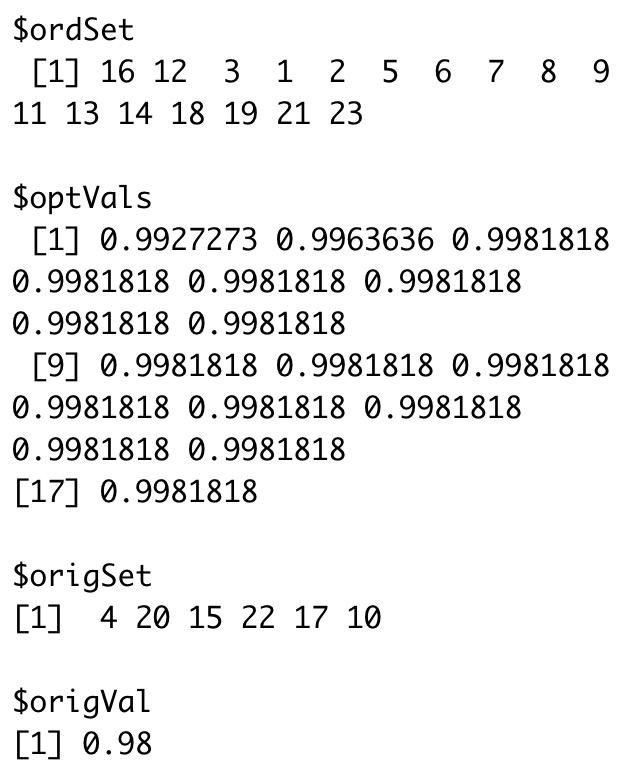 $ordSet
[1] 16 12 3 1 2 5 6 7 8 9
11 13 14 18 19 21 23
$optVals
[1] 0.9927273 0.9963636 0.9981818
0.9981818 0.9981818 0.9981818
0.9981818 0.9981818
[9] 0.9981818 0.9981818 0.9981818
0.9981818 0.9981818 0.9981818
0.9981818 0.9981818
[17] 0.9981818
$origSet
[1] 4 20 15 22 17 10
$origVal
[1] 0.98